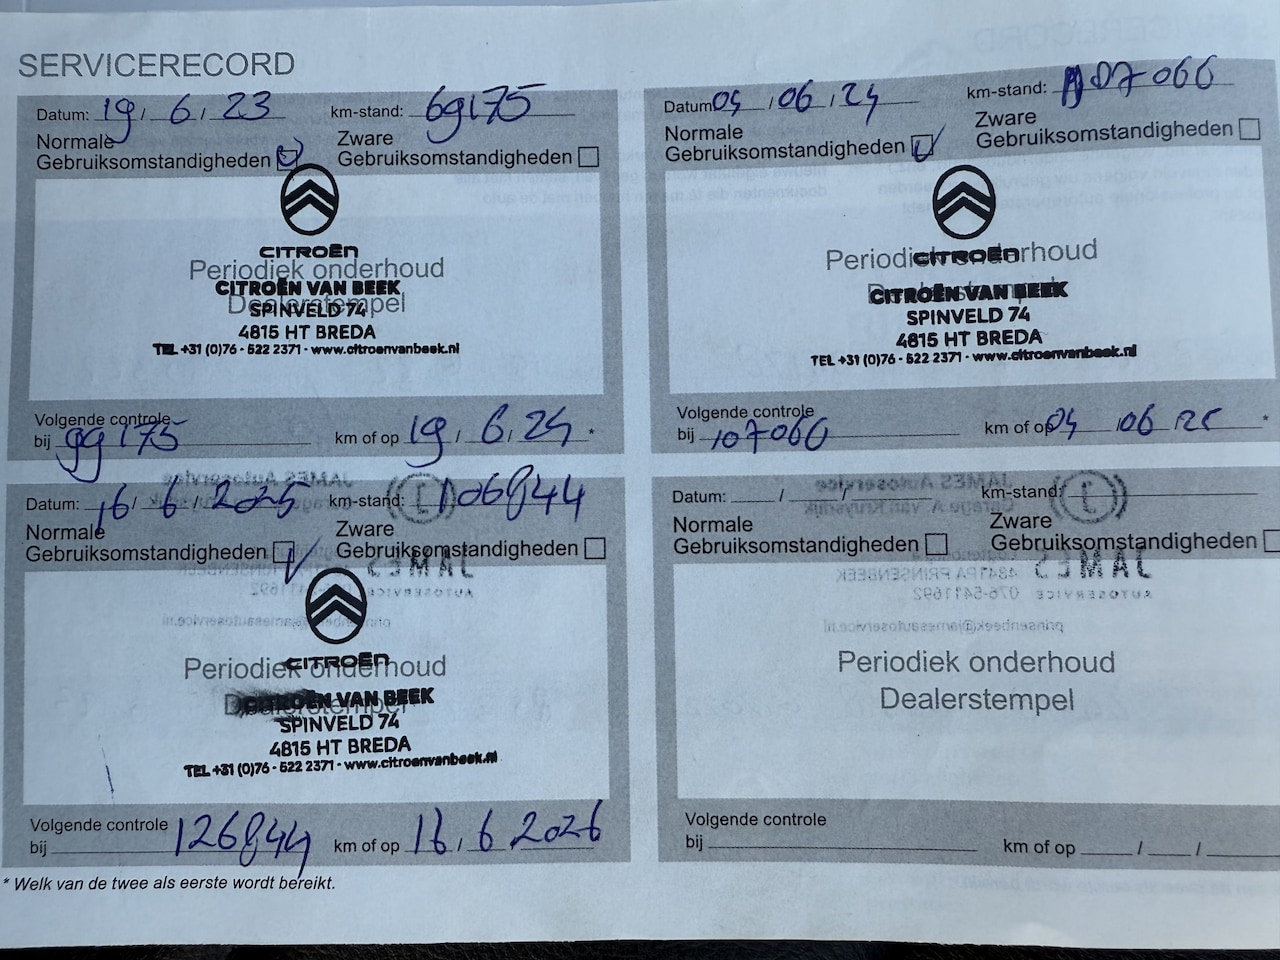 SERVICERECORD
Datum: 19 / 6 / 23 km-stand: 69175
Normale Gebruiksomstandigheden Zware Gebruiksomstandigheden
CITROËN
Periodiek onderhoud
CITROËN VAN BEEK
Dealerstempel
SPINVELD 74
4815 HT BREDA
TEL +31 (0)76 - 522 2371 - www.citroenvanbeek.nl
Volgende controle
bij 99175 km of op 19 / 6 / 24 *
Datum: 04 / 06 / 24 km-stand: 107066
Normale Gebruiksomstandigheden Zware Gebruiksomstandigheden
CITROËN
Periodiek onderhoud
CITROËN VAN BEEK
SPINVELD 74
4815 HT BREDA
TEL +31 (0)76 - 522 2371 - www.citroenvanbeek.nl
Volgende controle
bij 107066 km of op 04 / 06 / 25 *
Datum: 16 / 6 / 2025 km-stand: 106844
Normale Gebruiksomstandigheden Zware Gebruiksomstandigheden
CITROËN
Periodiek onderhoud
CITROËN VAN BEEK
Dealerstempel
SPINVELD 74
4815 HT BREDA
TEL +31 (0)76 - 522 2371 - www.citroenvanbeek.nl
Volgende controle
bij 126844 km of op 16 / 6 2026
Datum: / / km-stand:
Normale Gebruiksomstandigheden Zware Gebruiksomstandigheden
Periodiek onderhoud
Dealerstempel
Volgende controle
bij km of op / /
* Welk van de twee als eerste wordt bereikt.